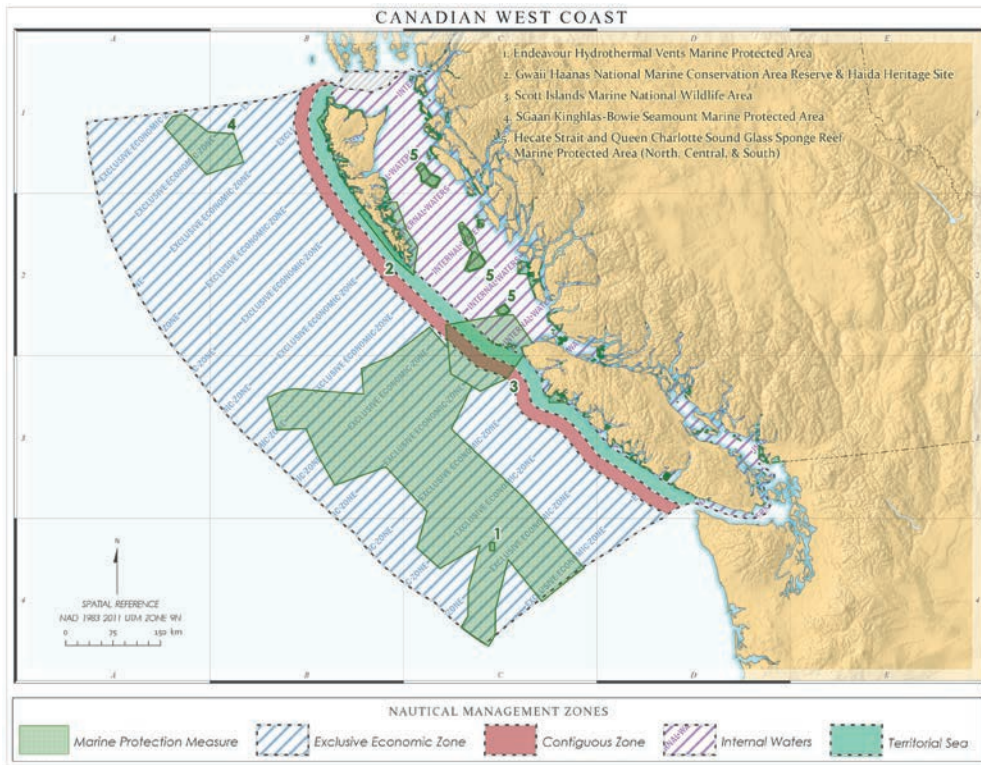 CANADIAN WEST COAST
A B C D
1. Endeavour Hydrothermal Vents Marine Protected Area
2. Gwaii Haanas National Marine Conservation Area Reserve & Haida Heritage Site
3. Scott Islands Marine National Wildlife Area
4. SGaan Kinghlas-Bowie Seamount Marine Protected Area
5. Hecate Strait and Queen Charlotte Sound Glass Sponge Reef
Marine Protected Area (North, Central, & South)
1
1
4
5
5
5
5
2
2
2
3
3
3
1
4
4
EXCLUSIVE ECONOMIC ZONE
INTERNAL WATERS
N
SPATIAL REFERENCE
NAD 1983 2011 UTM ZONE 9N
0 75 150 km
A B C D
NAUTICAL MANAGEMENT ZONES
Marine Protection Measure
Exclusive Economic Zone
Contiguous Zone
Internal Waters
Territorial Sea